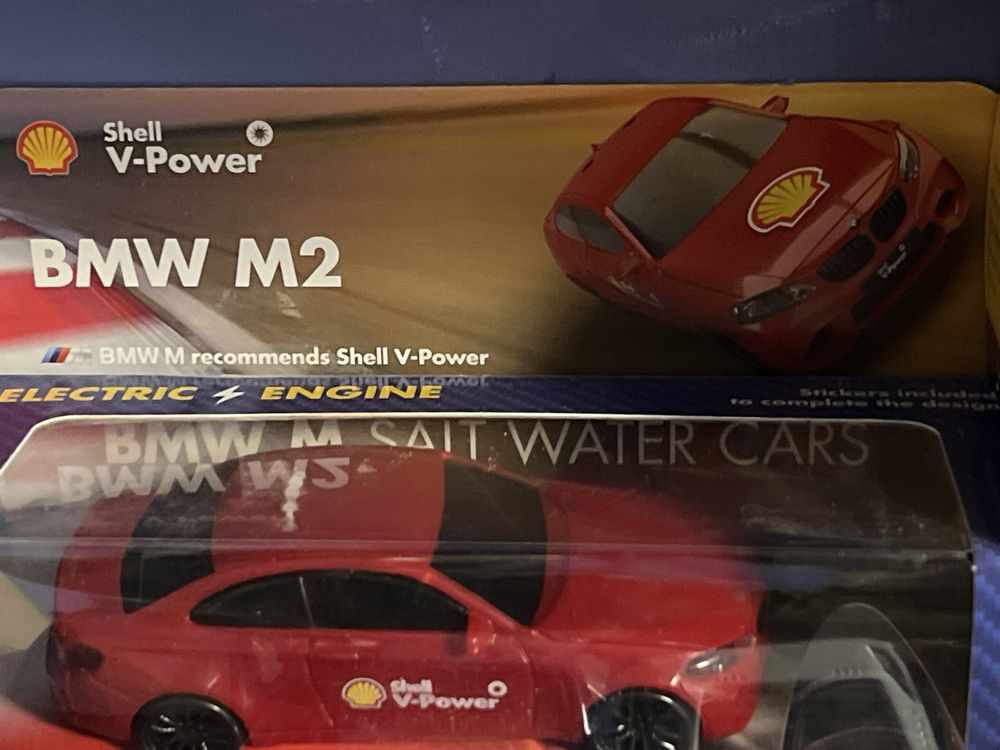 Shell
V-Power
BMW M2
BMW M recommends Shell V-Power
ELECTRIC ENGINE
Stickers included
to complete the design
BMW M SALT WATER CARS
Shell
V-Power